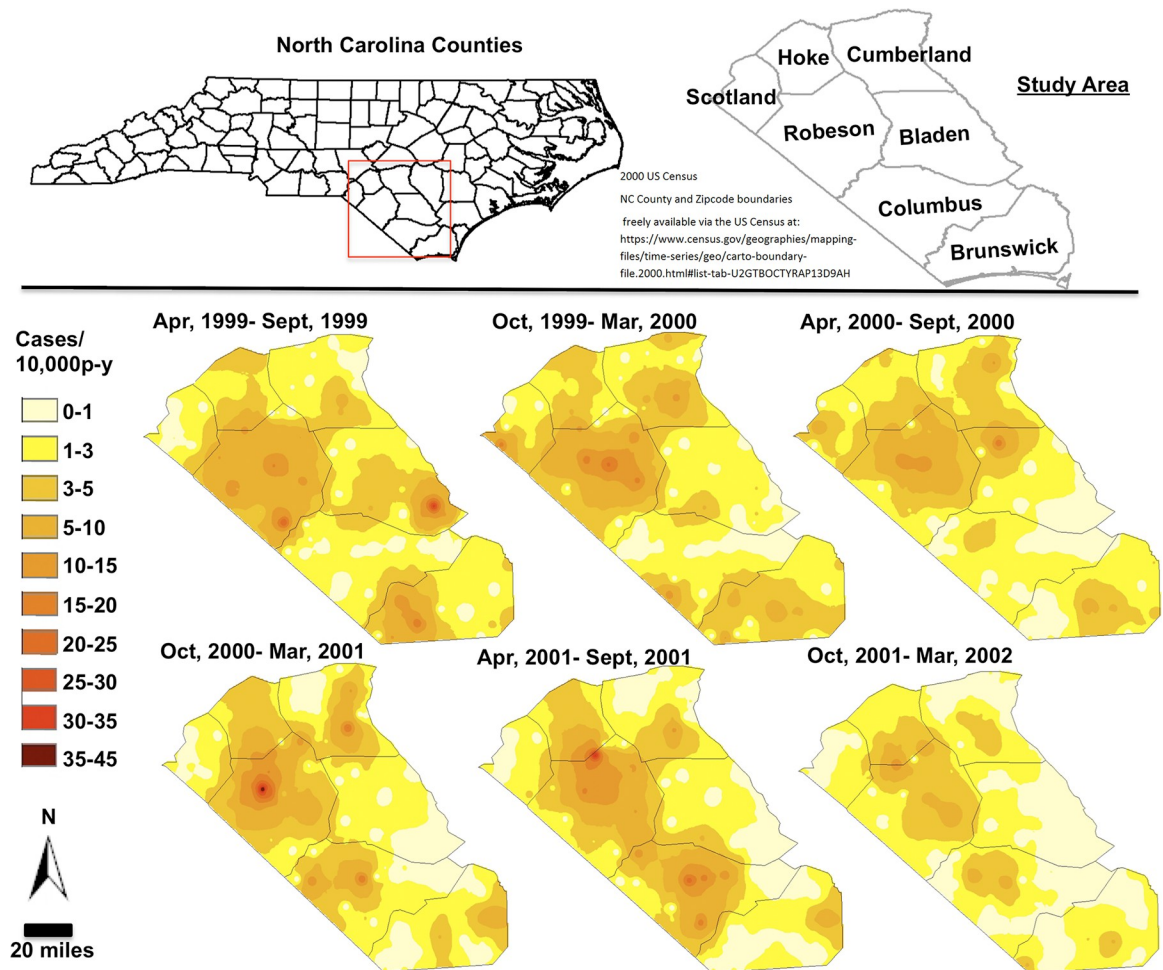 North Carolina Counties
Hoke
Cumberland
Scotland
Study Area
Robeson
Bladen
2000 US Census
NC County and Zipcode boundaries
Columbus
freely available via the US Census at:
https://www.census.gov/geographies/mapping-
files/time-series/geo/carto-boundary-
file.2000.html#list-tab-U2GTBOCTYRAP13D9AH
Brunswick
Apr, 1999- Sept, 1999
Oct, 1999- Mar, 2000
Apr, 2000- Sept, 2000
Cases/
10,000p-y
0-1
1-3
3-5
5-10
10-15
15-20
20-25
25-30
30-35
35-45
Oct, 2000- Mar, 2001
Apr, 2001- Sept, 2001
Oct, 2001- Mar, 2002
N
20 miles